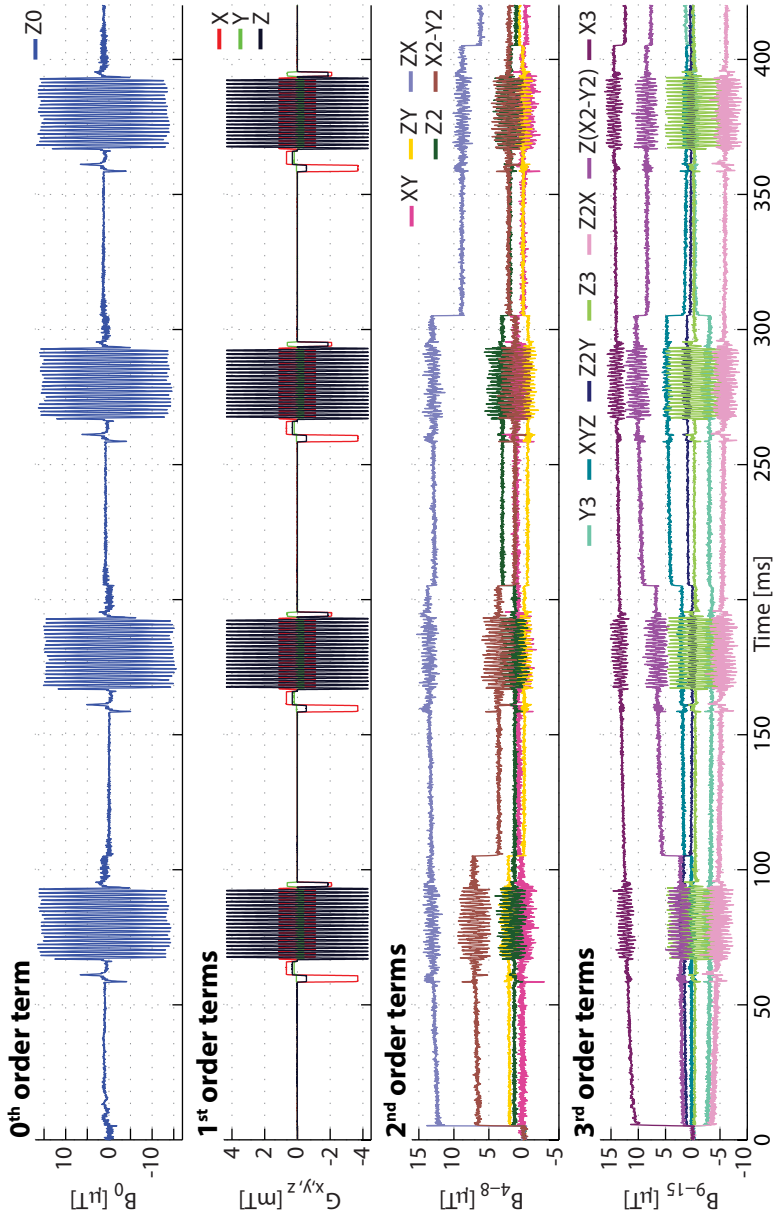 0th order term
Z0
10
0
-10
B0 [μT]
1st order terms
X
Y
Z
4
2
0
-2
-4
Gx,y,z [mT]
2nd order terms
XY
ZY
ZX
Z2
X2-Y2
15
10
5
0
-5
B4–8 [μT]
3rd order terms
Y3
XYZ
Z2Y
Z3
Z2X
Z(X2-Y2)
X3
15
10
5
0
-5
-10
B9–15 [μT]
0
50
100
150
200
250
300
350
400
Time [ms]